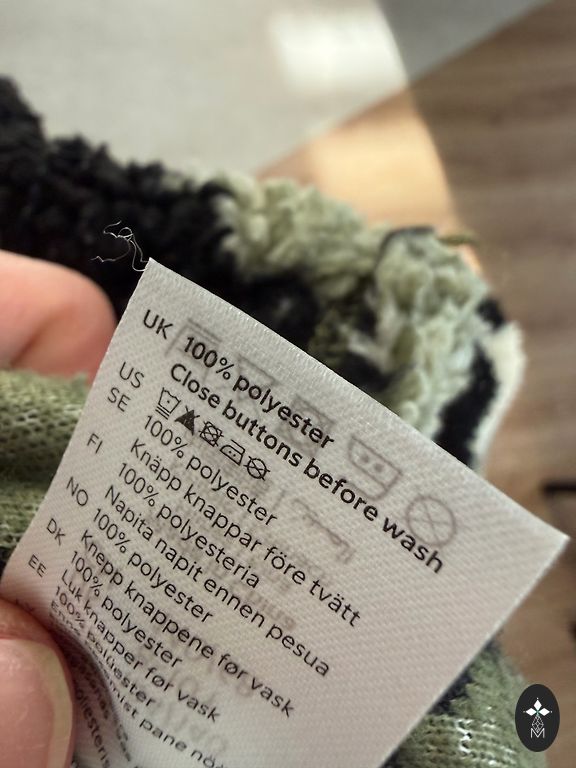 UK 100% polyester
Close buttons before wash
US
SE 100% polyester
Knäpp knappar före tvätt
FI 100% polyesteria
Napita napit ennen pesua
NO 100% polyester
Knepp knappene før vask
DK 100% polyester
Luk knapper før vask
EE 100% polüester
pane
M